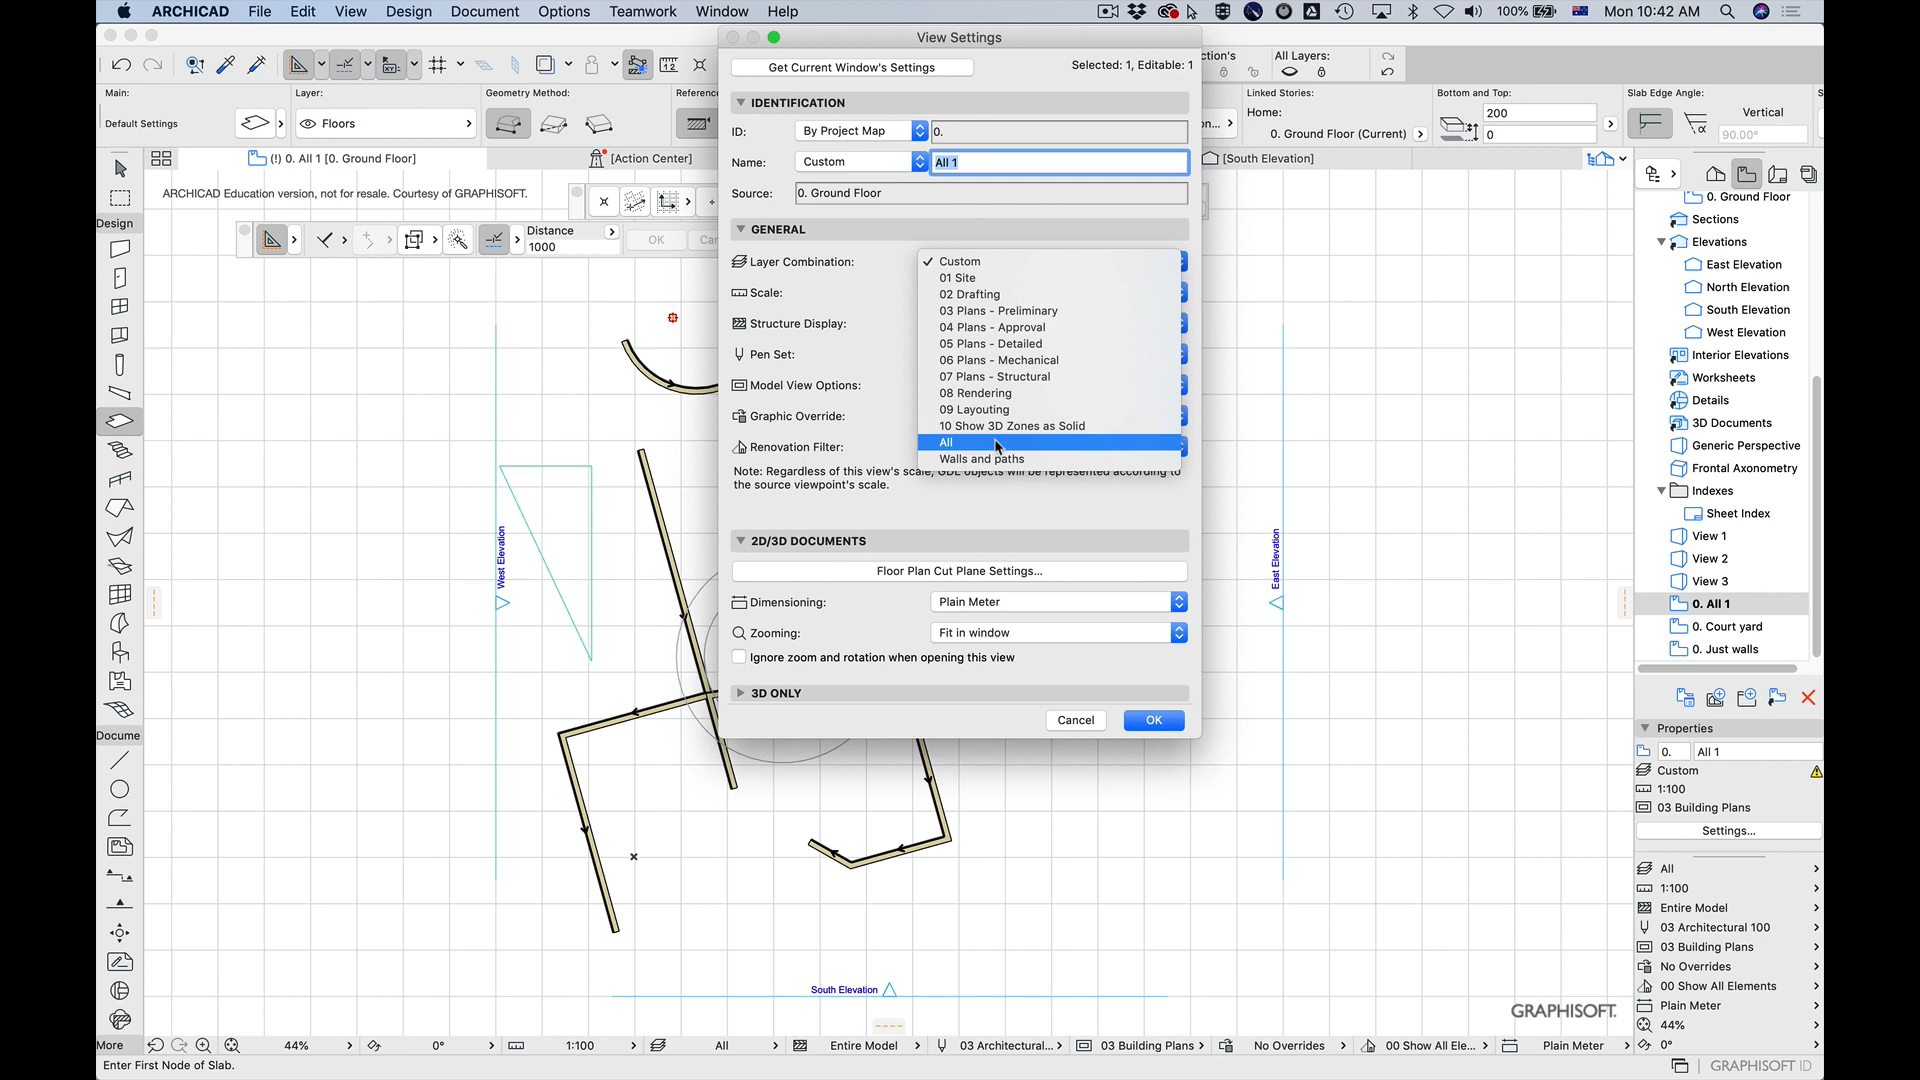 ARCHICAD File Edit View Design Document Options Teamwork Window Help
100% Mon 10:42 AM
View Settings
Get Current Window's Settings
Selected: 1, Editable: 1
All Layers:
Main:
Layer:
Geometry Method:
Linked Stories:
Bottom and Top:
Slab Edge Angle:
Default Settings
Floors
Home:
0. Ground Floor (Current)
200
0
Vertical
90.00°
(!) 0. All 1 [0. Ground Floor]
[Action Center]
[South Elevation]
ARCHICAD Education version, not for resale. Courtesy of GRAPHISOFT.
Distance
1000
OK
IDENTIFICATION
ID:
By Project Map
0.
Name:
Custom
All 1
Source:
0. Ground Floor
GENERAL
Layer Combination:
Scale:
Structure Display:
Pen Set:
Model View Options:
Graphic Override:
Renovation Filter:
Custom
01 Site
02 Drafting
03 Plans - Preliminary
04 Plans - Approval
05 Plans - Detailed
06 Plans - Mechanical
07 Plans - Structural
08 Rendering
09 Layouting
10 Show 3D Zones as Solid
All
Walls and paths
Note: Regardless of this view's scale, GDL objects will be represented according to
the source viewpoint's scale.
2D/3D DOCUMENTS
Floor Plan Cut Plane Settings...
Dimensioning:
Plain Meter
Zooming:
Fit in window
Ignore zoom and rotation when opening this view
3D ONLY
Cancel
OK
Design
Docume
More
West Elevation
East Elevation
South Elevation
GRAPHISOFT.
0. Ground Floor
Sections
Elevations
East Elevation
North Elevation
South Elevation
West Elevation
Interior Elevations
Worksheets
Details
3D Documents
Generic Perspective
Frontal Axonometry
Indexes
Sheet Index
View 1
View 2
View 3
0. All 1
0. Court yard
0. Just walls
Properties
0.
All 1
Custom
1:100
03 Building Plans
Settings...
All
1:100
Entire Model
03 Architectural 100
03 Building Plans
No Overrides
00 Show All Elements
Plain Meter
44%
0°
44%
0°
1:100
All
Entire Model
03 Architectural...
03 Building Plans
No Overrides
00 Show All Ele...
Plain Meter
Enter First Node of Slab.
GRAPHISOFT ID